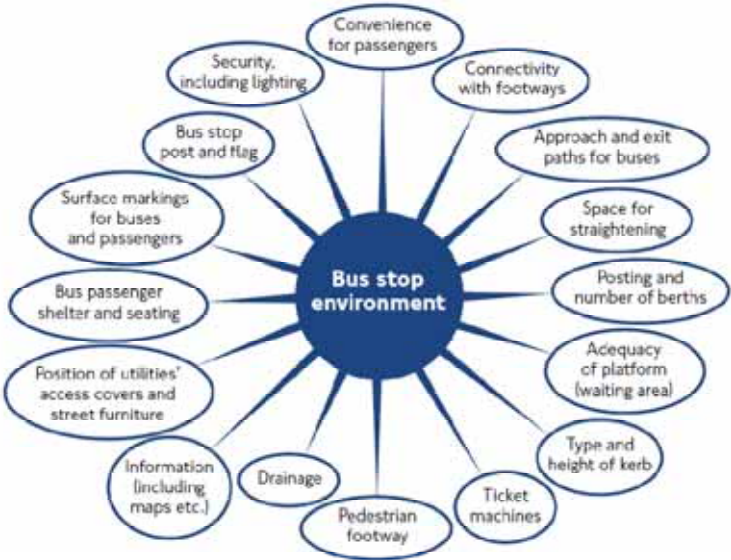 Convenience
for passengers
Connectivity
with footways
Approach and exit
paths for buses
Space for
straightening
Posting and
number of berths
Adequacy
of platform
(waiting area)
Type and
height of kerb
Ticket
machines
Pedestrian
footway
Drainage
Information
(including
maps etc.)
Position of utilities'
access covers and
street furniture
Bus passenger
shelter and seating
Surface markings
for buses
and passengers
Bus stop
post and flag
Security,
including lighting
Bus stop
environment